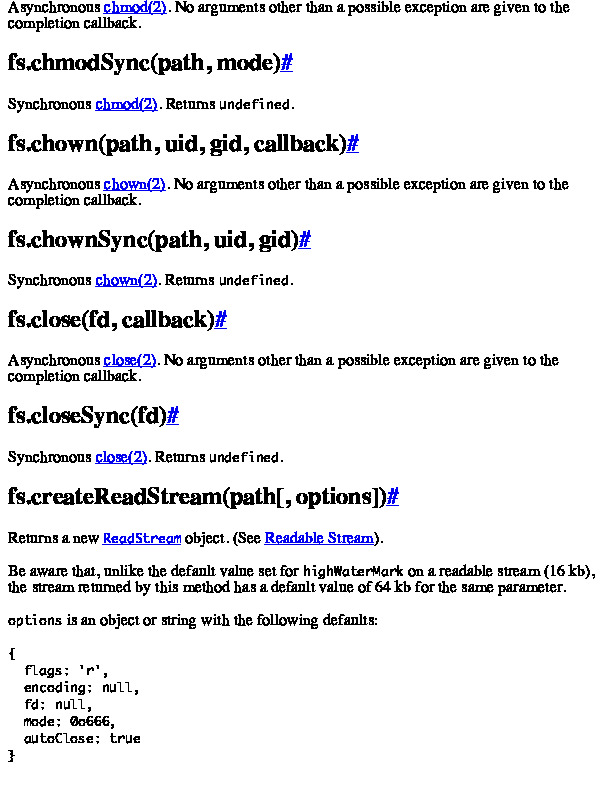 Asynchronous chmod(2). No arguments other than a possible exception are given to the
completion callback.
fs.chmodSync(path, mode)#
Synchronous chmod(2). Returns undefined.
fs.chown(path, uid, gid, callback)#
Asynchronous chown(2). No arguments other than a possible exception are given to the
completion callback.
fs.chownSync(path, uid, gid)#
Synchronous chown(2). Returns undefined.
fs.close(fd, callback)#
Asynchronous close(2). No arguments other than a possible exception are given to the
completion callback.
fs.closeSync(fd)#
Synchronous close(2). Returns undefined.
fs.createReadStream(path[, options])#
Returns a new ReadStream object. (See Readable Stream).
Be aware that, unlike the default value set for highWaterMark on a readable stream (16 kb),
the stream returned by this method has a default value of 64 kb for the same parameter.
options is an object or string with the following defaults:
{
  flags: 'r',
  encoding: null,
  fd: null,
  mode: 0o666,
  autoClose: true
}